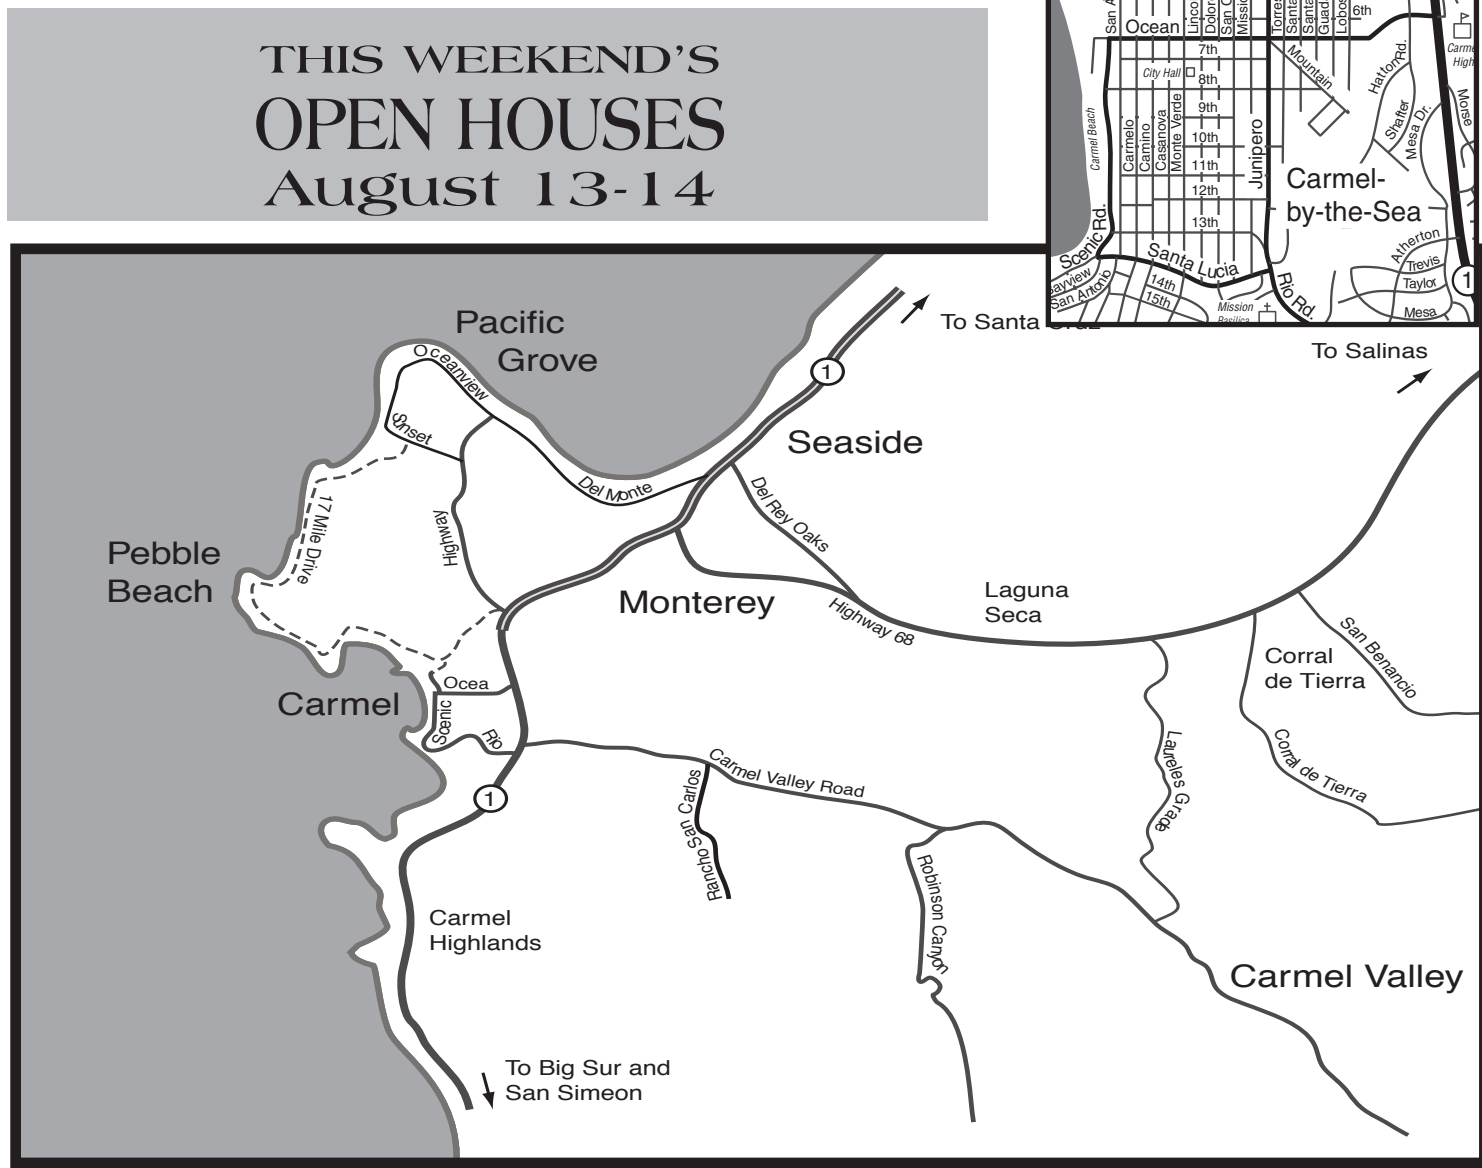 THIS WEEKEND'S
OPEN HOUSES
August 13-14
6th
Ocean
7th
City Hall
8th
9th
10th
11th
12th
13th
Carmel Beach
Carmelo
Camino
Casanova
Monte Verde
Junipero
Mountain
Hatton Rd.
Shafter
Mesa Dr.
Morse
Carmel-
by-the-Sea
Scenic Rd.
Santa Lucia
San Antonio
14th
15th
Mission
Rio Rd.
Atherton
Trevis
Taylor
Mesa
1
To Santa
To Salinas
Pacific
Grove
Oceanview
Sunset
Del Monte
1
Seaside
Del Rey Oaks
17 Mile Drive
Highway
Pebble
Beach
Monterey
Highway 68
Laguna
Seca
San Benancio
Corral
de Tierra
Corral de Tierra
Carmel
Ocea
Scenic
Rio
1
Carmel Valley Road
Rancho San Carlos
Laureles Grade
Robinson Canyon
Carmel
Highlands
Carmel Valley
To Big Sur and
San Simeon